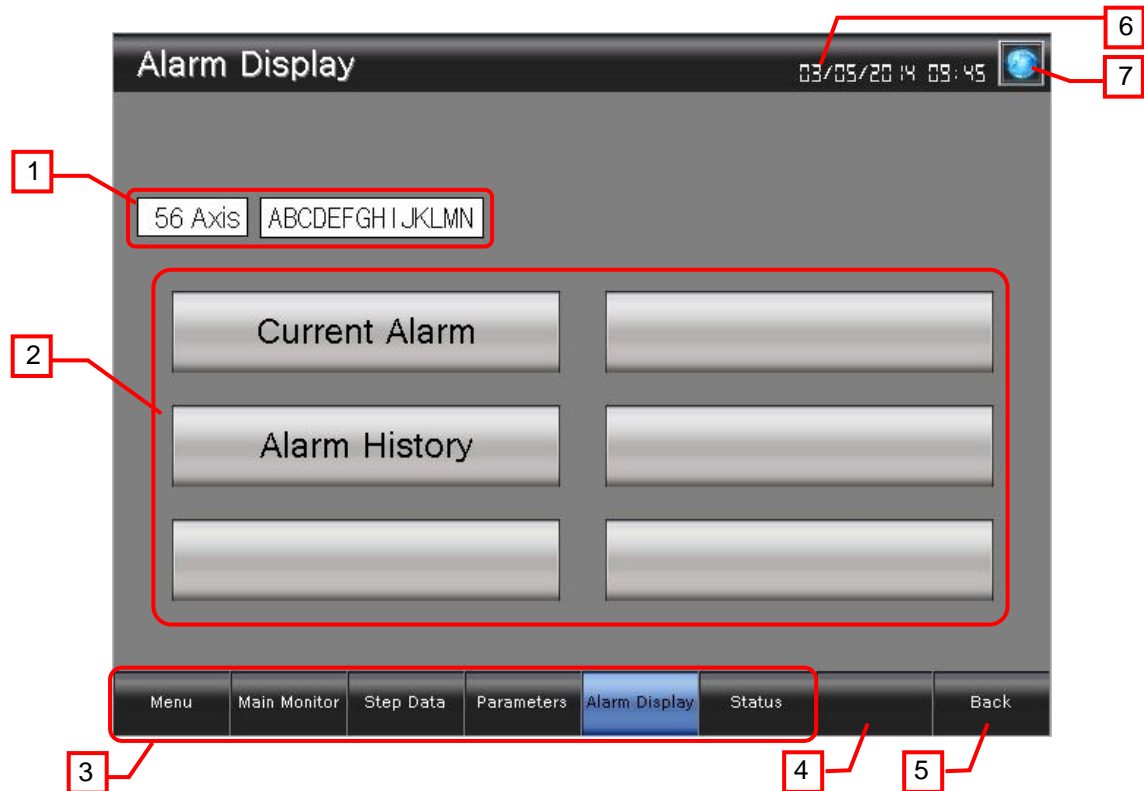 6
Alarm Display
03/05/2014 09:45
7
1
56 Axis
ABCDEFGHIJKLMN
Current Alarm
2
Alarm History
Menu
Main Monitor
Step Data
Parameters
Alarm Display
Status
Back
3
4
5